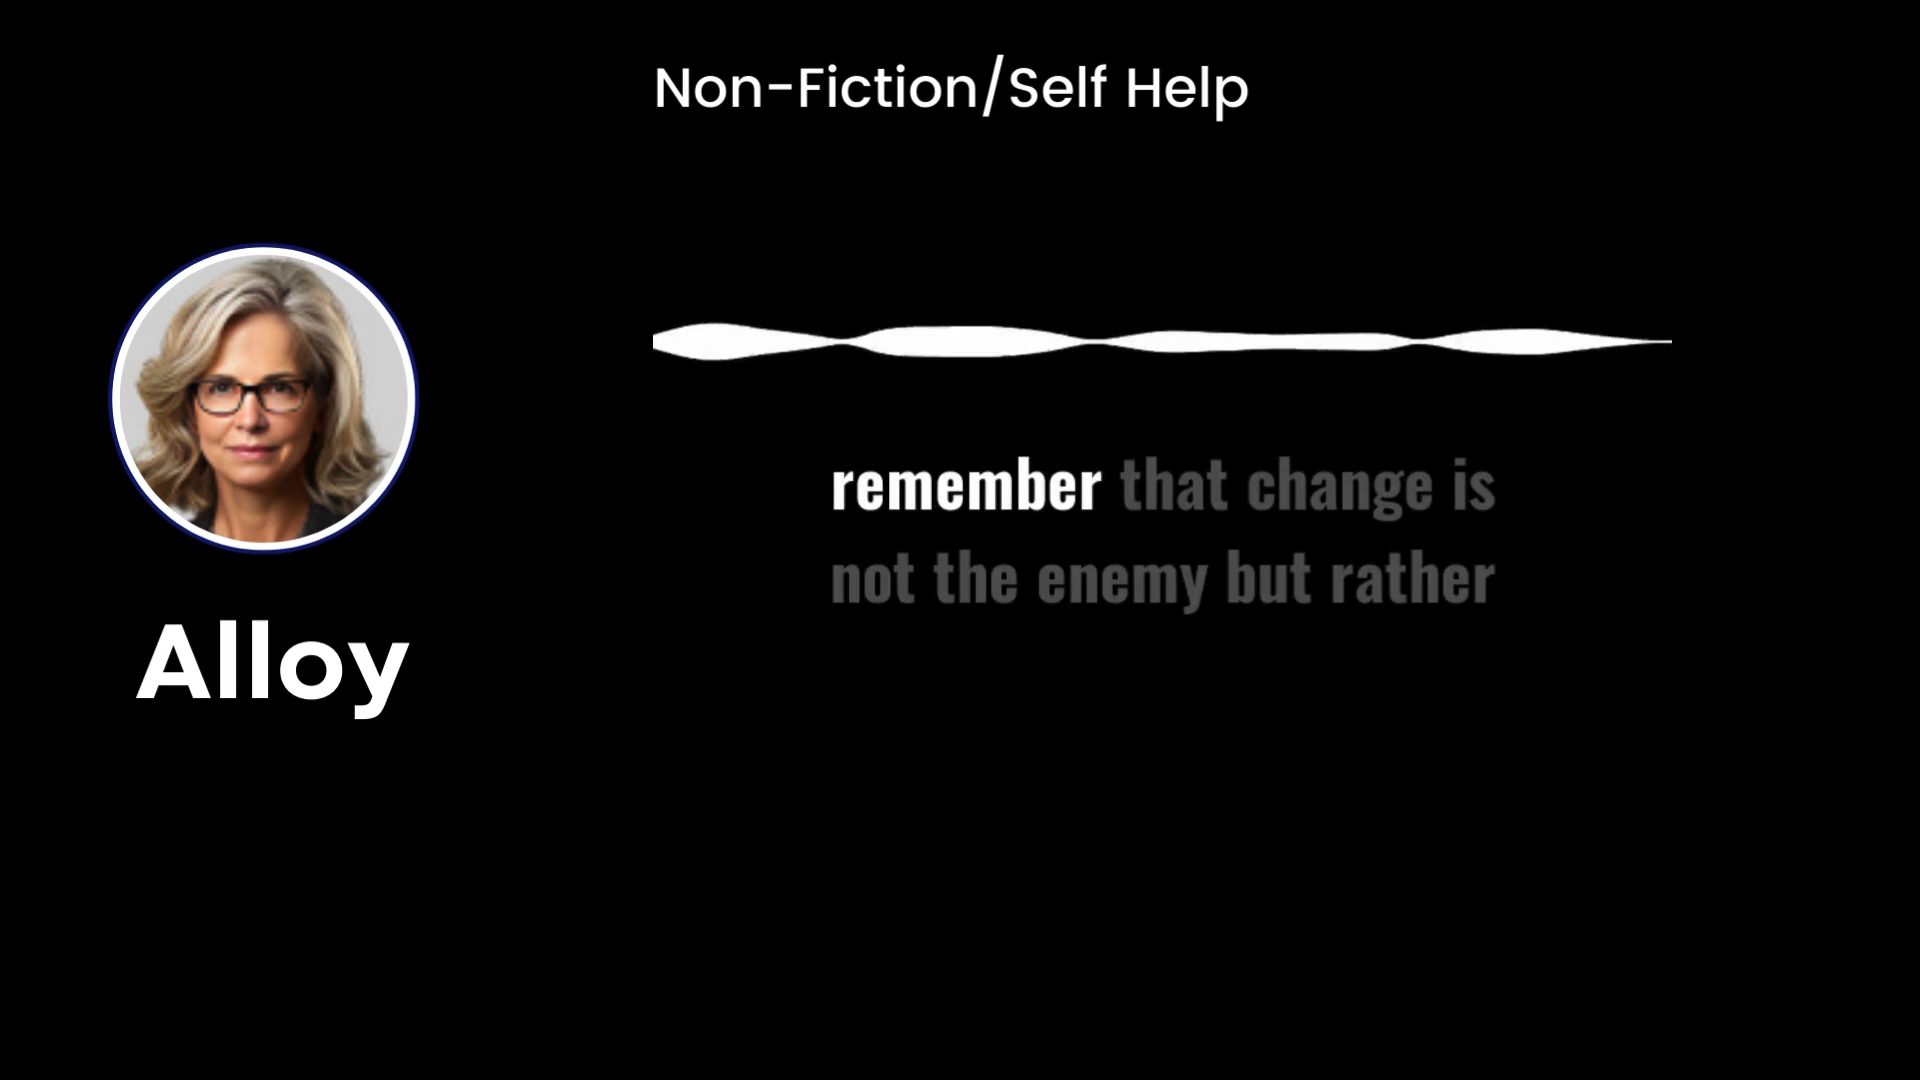 Non-Fiction/Self Help
remember that change is
not the enemy but rather
Alloy